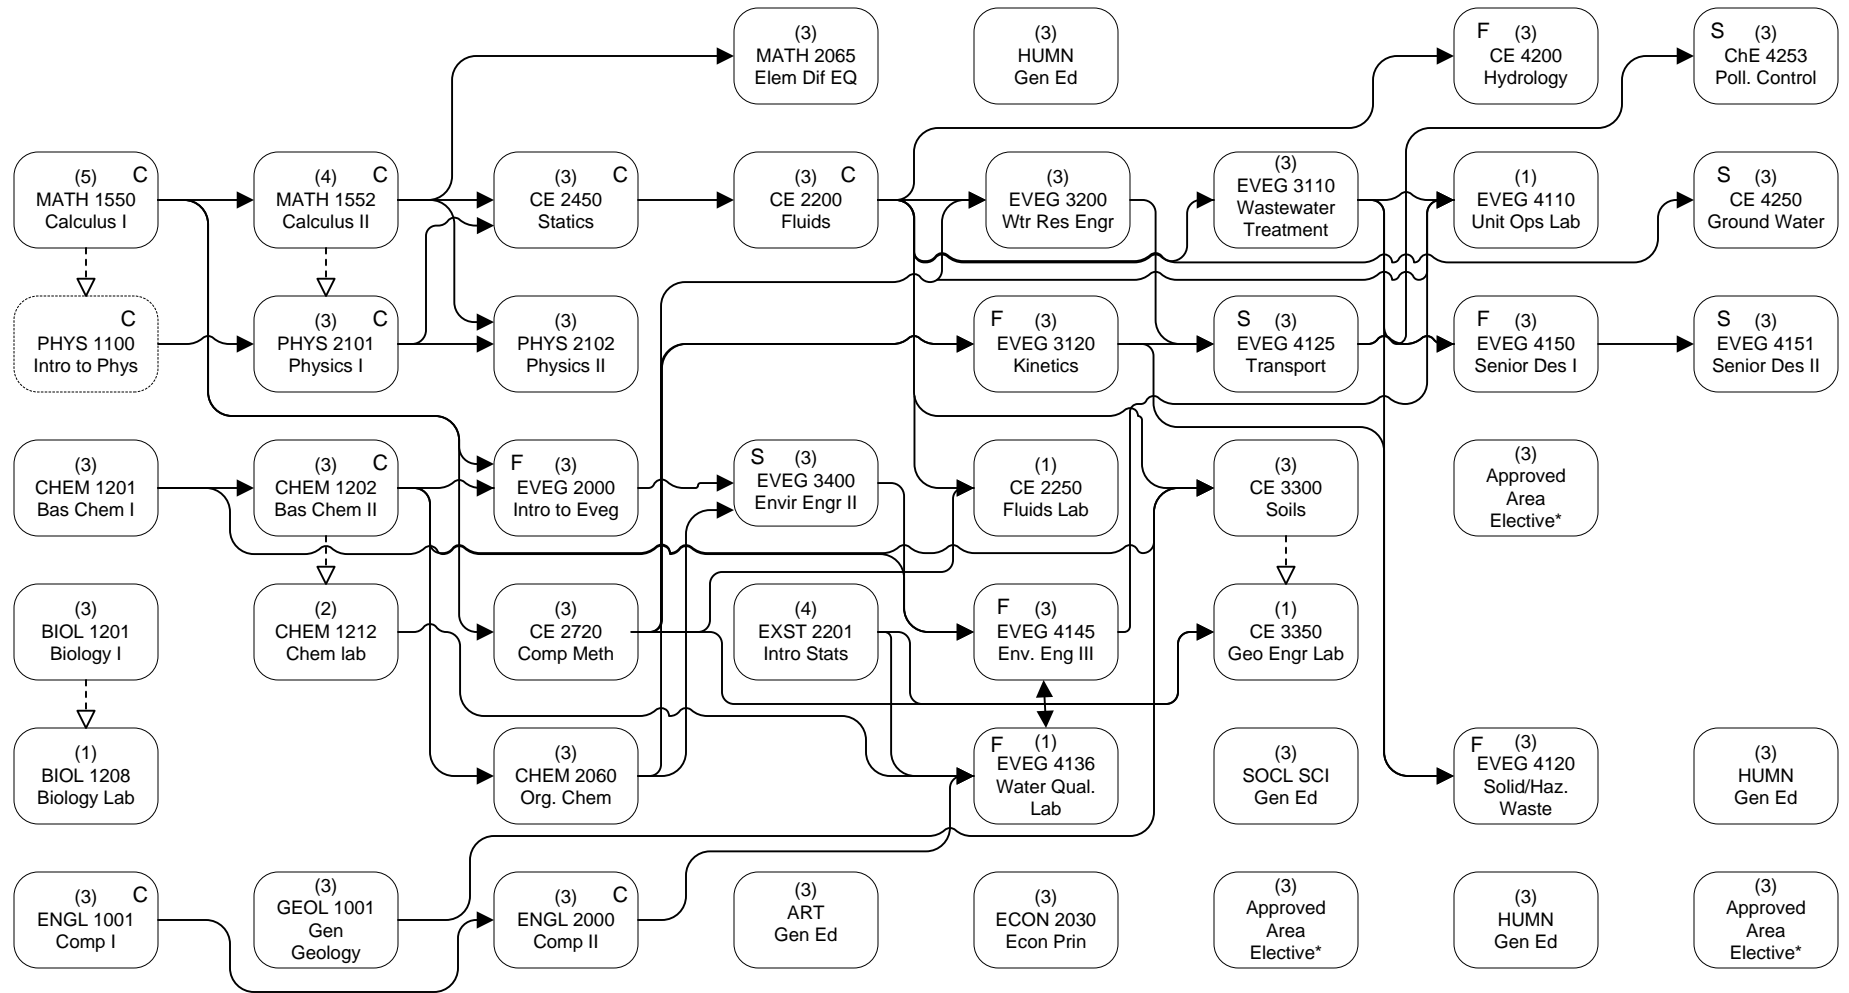 (3)
MATH 2065
Elem Dif EQ
(3)
HUMN
Gen Ed
F (3)
CE 4200
Hydrology
S (3)
ChE 4253
Poll. Control
(5) C
MATH 1550
Calculus I
(4) C
MATH 1552
Calculus II
(3) C
CE 2450
Statics
(3) C
CE 2200
Fluids
(3)
EVEG 3200
Wtr Res Engr
(3)
EVEG 3110
Wastewater
Treatment
(1)
EVEG 4110
Unit Ops Lab
S (3)
CE 4250
Ground Water
C
PHYS 1100
Intro to Phys
(3) C
PHYS 2101
Physics I
(3)
PHYS 2102
Physics II
F (3)
EVEG 3120
Kinetics
S (3)
EVEG 4125
Transport
F (3)
EVEG 4150
Senior Des I
S (3)
EVEG 4151
Senior Des II
(3)
CHEM 1201
Bas Chem I
(3) C
CHEM 1202
Bas Chem II
F (3)
EVEG 2000
Intro to Eveg
S (3)
EVEG 3400
Envir Engr II
(1)
CE 2250
Fluids Lab
(3)
CE 3300
Soils
(3)
Approved
Area
Elective*
(3)
BIOL 1201
Biology I
(2)
CHEM 1212
Chem lab
(3)
CE 2720
Comp Meth
(4)
EXST 2201
Intro Stats
F (3)
EVEG 4145
Env. Eng III
(1)
CE 3350
Geo Engr Lab
(1)
BIOL 1208
Biology Lab
(3)
CHEM 2060
Org. Chem
F (1)
EVEG 4136
Water Qual.
Lab
(3)
SOCL SCI
Gen Ed
F (3)
EVEG 4120
Solid/Haz.
Waste
(3)
HUMN
Gen Ed
(3) C
ENGL 1001
Comp I
(3)
GEOL 1001
Gen
Geology
(3) C
ENGL 2000
Comp II
(3)
ART
Gen Ed
(3)
ECON 2030
Econ Prin
(3)
Approved
Area
Elective*
(3)
HUMN
Gen Ed
(3)
Approved
Area
Elective*